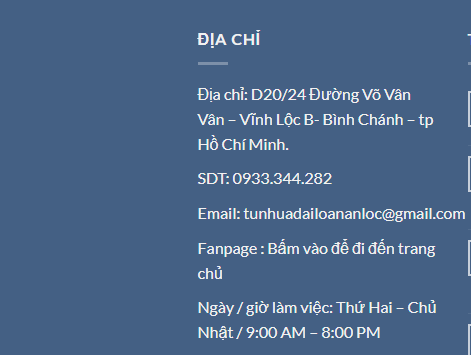 ĐỊA CHỈ
Địa chỉ: D20/24 Đường Võ Văn
Vân – Vĩnh Lộc B- Bình Chánh – tp
Hồ Chí Minh.
SDT: 0933.344.282
Email: tunhuadailoananloc@gmail.com
Fanpage : Bấm vào để đi đến trang
chủ
Ngày / giờ làm việc: Thứ Hai – Chủ
Nhật / 9:00 AM – 8:00 PM